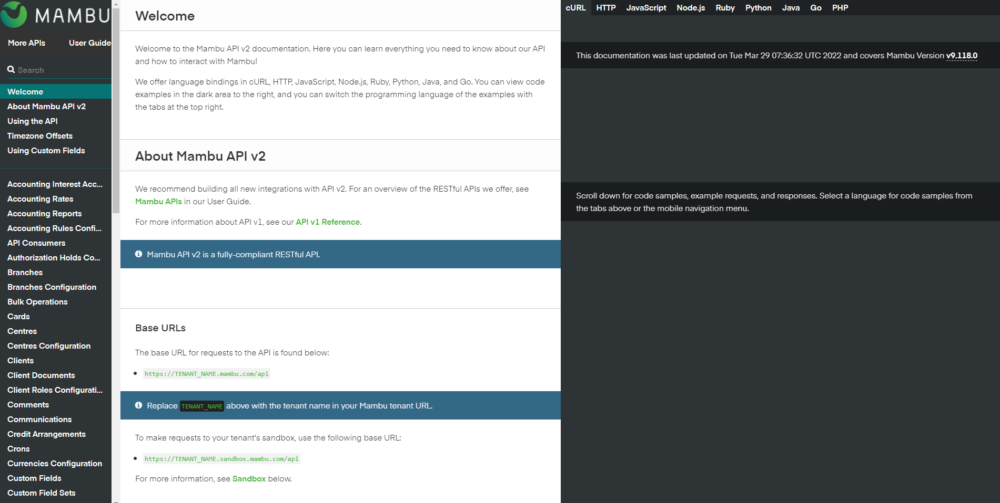 MAMBU
More APIs User Guide
Search
Welcome
About Mambu API v2
Using the API
Timezone Offsets
Using Custom Fields
Accounting Interest Acc...
Accounting Rates
Accounting Reports
Accounting Rules Confi...
API Consumers
Authorization Holds Co...
Branches
Branches Configuration
Bulk Operations
Cards
Centres
Centres Configuration
Clients
Client Documents
Client Roles Configurati...
Comments
Communications
Credit Arrangements
Crons
Currencies Configuration
Custom Fields
Custom Field Sets
Welcome
Welcome to the Mambu API v2 documentation. Here you can learn everything you need to know about our API
and how to interact with Mambu!
We offer language bindings in cURL, HTTP, JavaScript, Node.js, Ruby, Python, Java, and Go. You can view code
examples in the dark area to the right, and you can switch the programming language of the examples with
the tabs at the top right.
About Mambu API v2
We recommend building all new integrations with API v2. For an overview of the RESTful APIs we offer, see
Mambu APIs in our User Guide.
For more information about API v1, see our API v1 Reference.
Mambu API v2 is a fully-compliant RESTful API.
Base URLs
The base URL for requests to the API is found below:
https://TENANT_NAME.mambu.com/api
Replace TENANT_NAME above with the tenant name in your Mambu tenant URL.
To make requests to your tenant's sandbox, use the following base URL:
https://TENANT_NAME.sandbox.mambu.com/api
For more information, see Sandbox below.
cURL HTTP JavaScript Node.js Ruby Python Java Go PHP
This documentation was last updated on Tue Mar 29 07:36:32 UTC 2022 and covers Mambu Version v9.118.0
Scroll down for code samples, example requests, and responses. Select a language for code samples from
the tabs above or the mobile navigation menu.